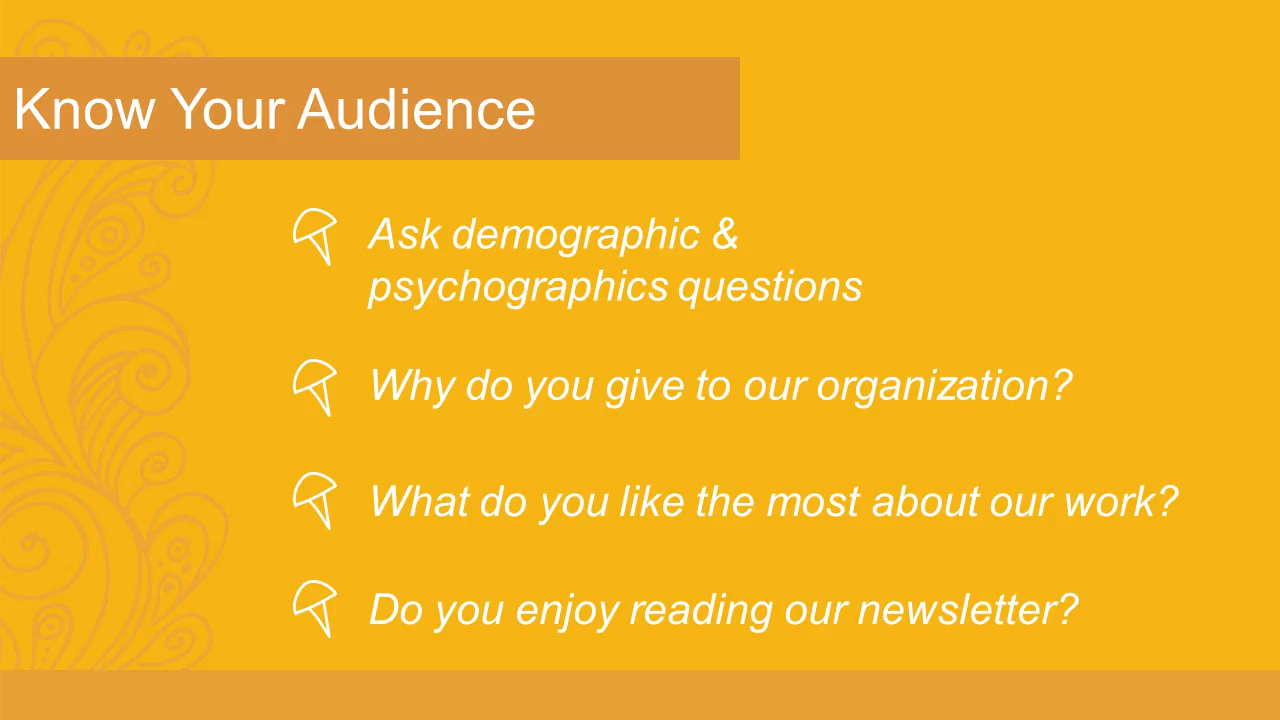 Know Your Audience
Ask demographic &
psychographics questions
Why do you give to our organization?
What do you like the most about our work?
Do you enjoy reading our newsletter?